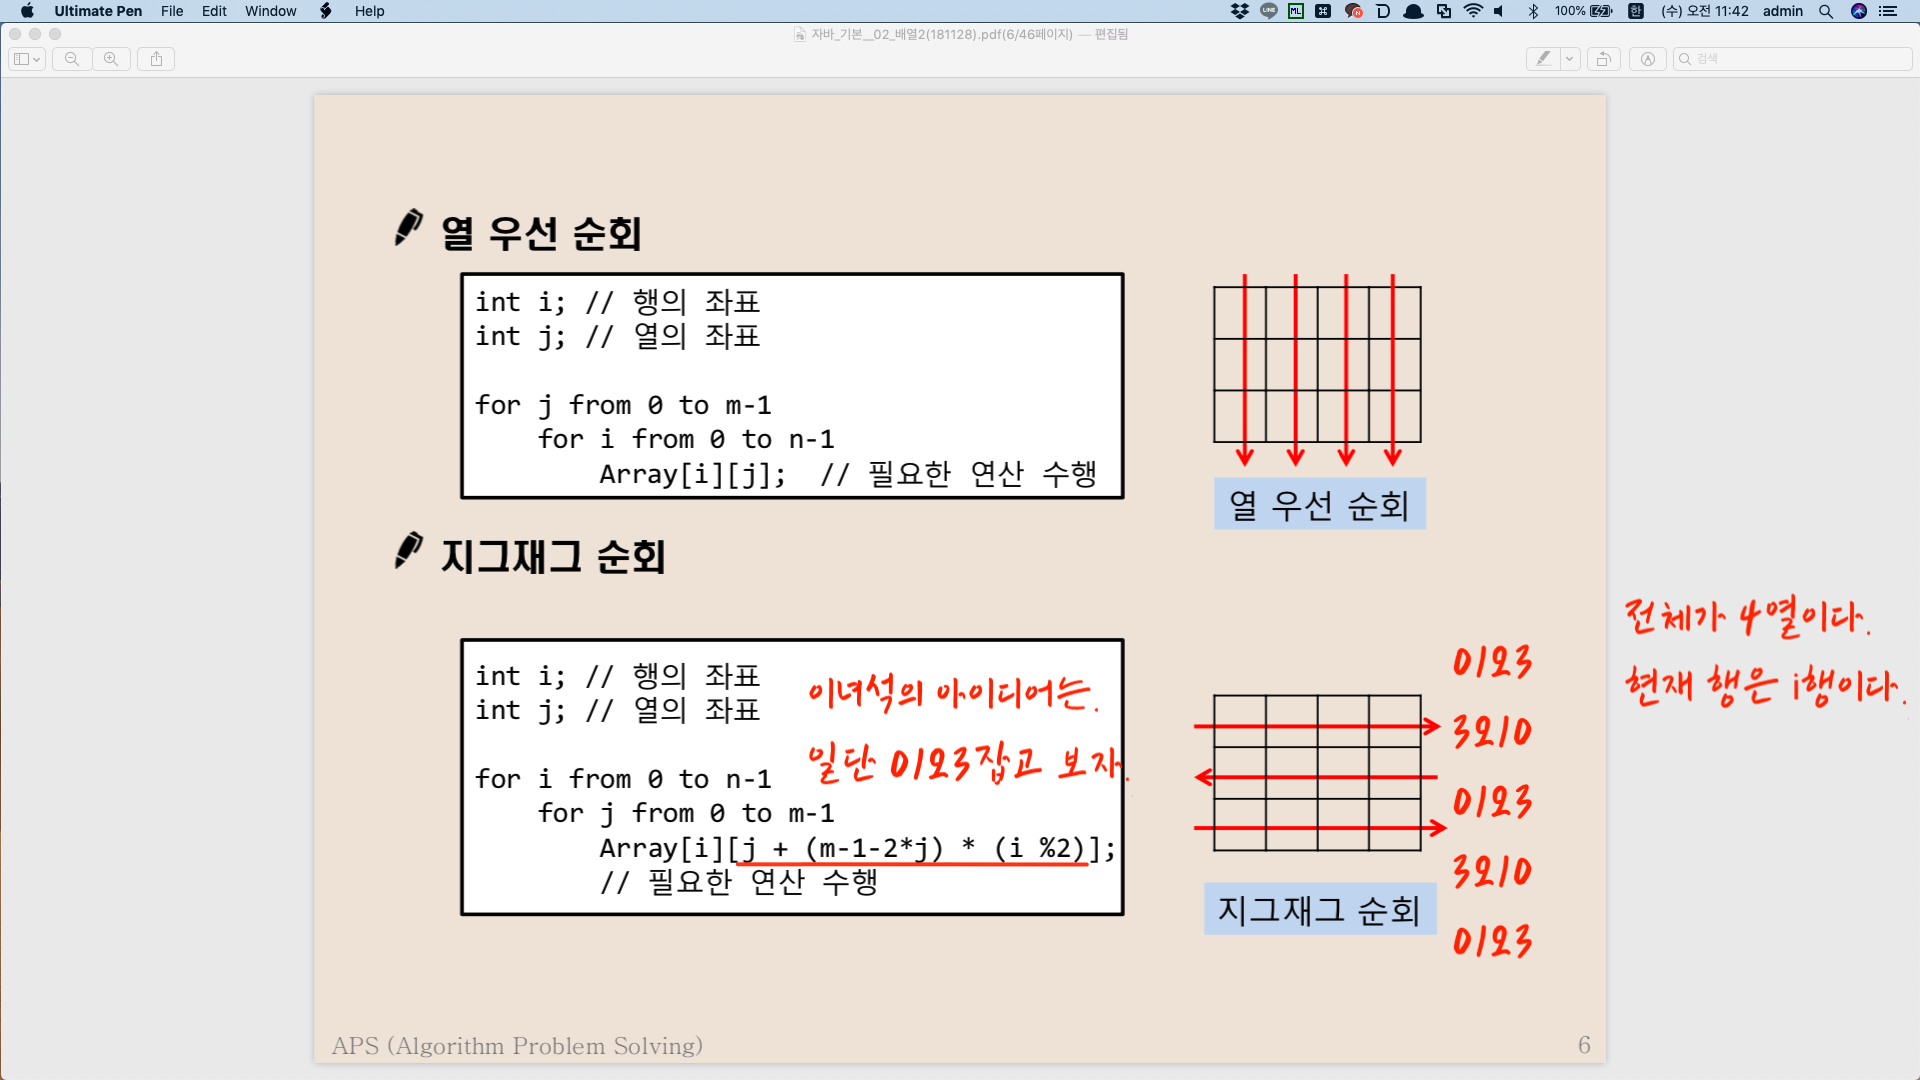 Ultimate Pen File Edit Window Help 100% 한 (수) 오전 11:42 admin
자바_기본__02_배열2(181128).pdf(6/46페이지) — 편집됨
검색
열 우선 순회
int i; // 행의 좌표
int j; // 열의 좌표
for j from 0 to m-1
for i from 0 to n-1
Array[i][j]; // 필요한 연산 수행
열 우선 순회
지그재그 순회
int i; // 행의 좌표
int j; // 열의 좌표
이녀석의 아이디어는.
일단 0123잡고 보자.
for i from 0 to n-1
for j from 0 to m-1
Array[i][j + (m-1-2*j) * (i %2)];
// 필요한 연산 수행
0123
3210
0123
3210
0123
지그재그 순회
전체가 4열이다.
현재 행은 i행이다.
APS (Algorithm Problem Solving)
6